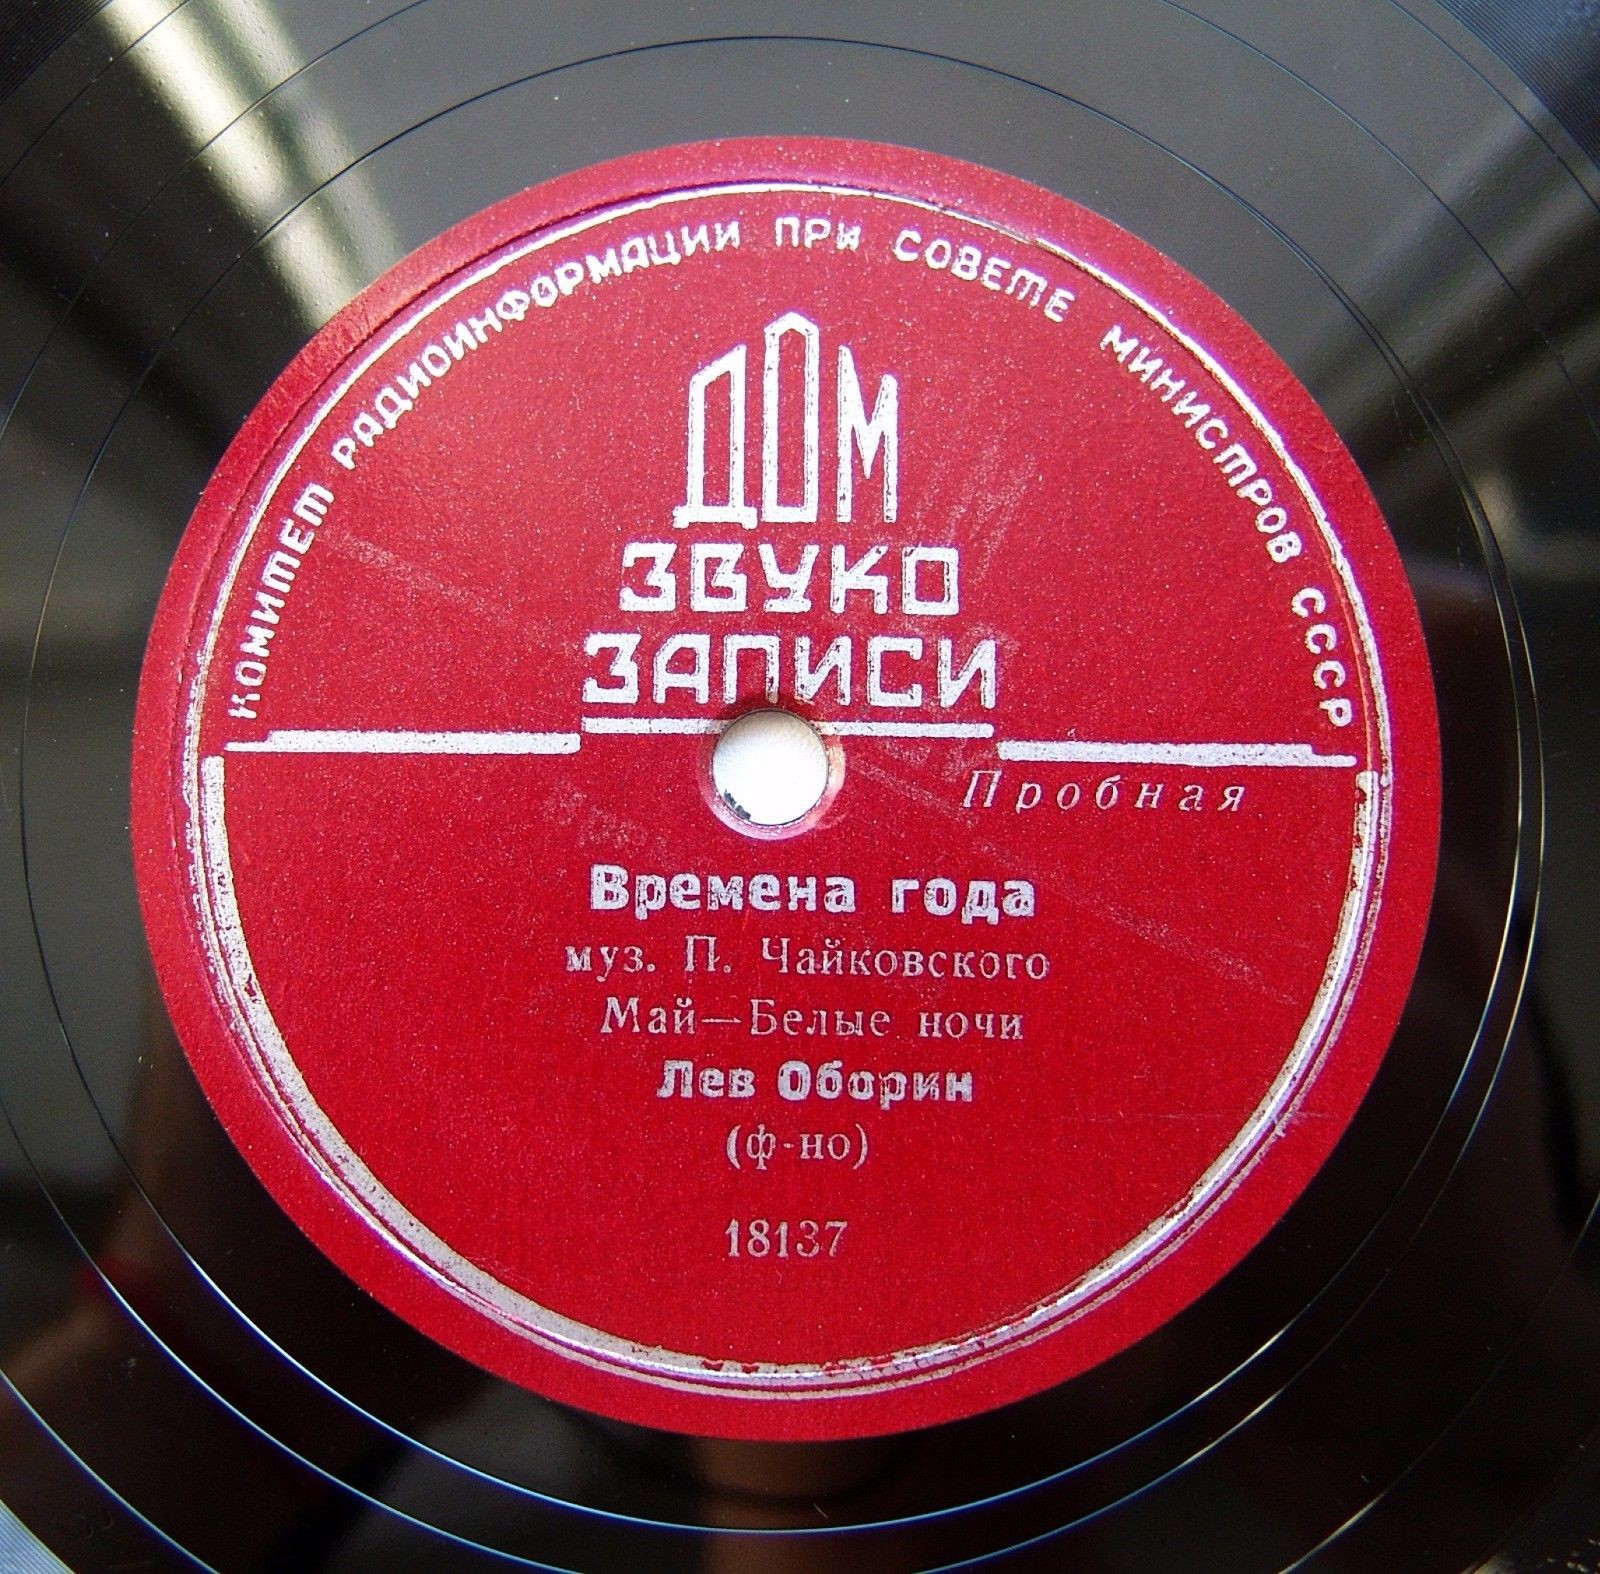 КОМИТЕТ РАДИОИНФОРМАЦИИ ПРИ СОВЕТЕ МИНИСТРОВ СССР
ДОМ
ЗВУКО
ЗАПИСИ
Пробная
Времена года
муз. П. Чайковского
Май—Белые ночи
Лев Оборин
(ф-но)
18137